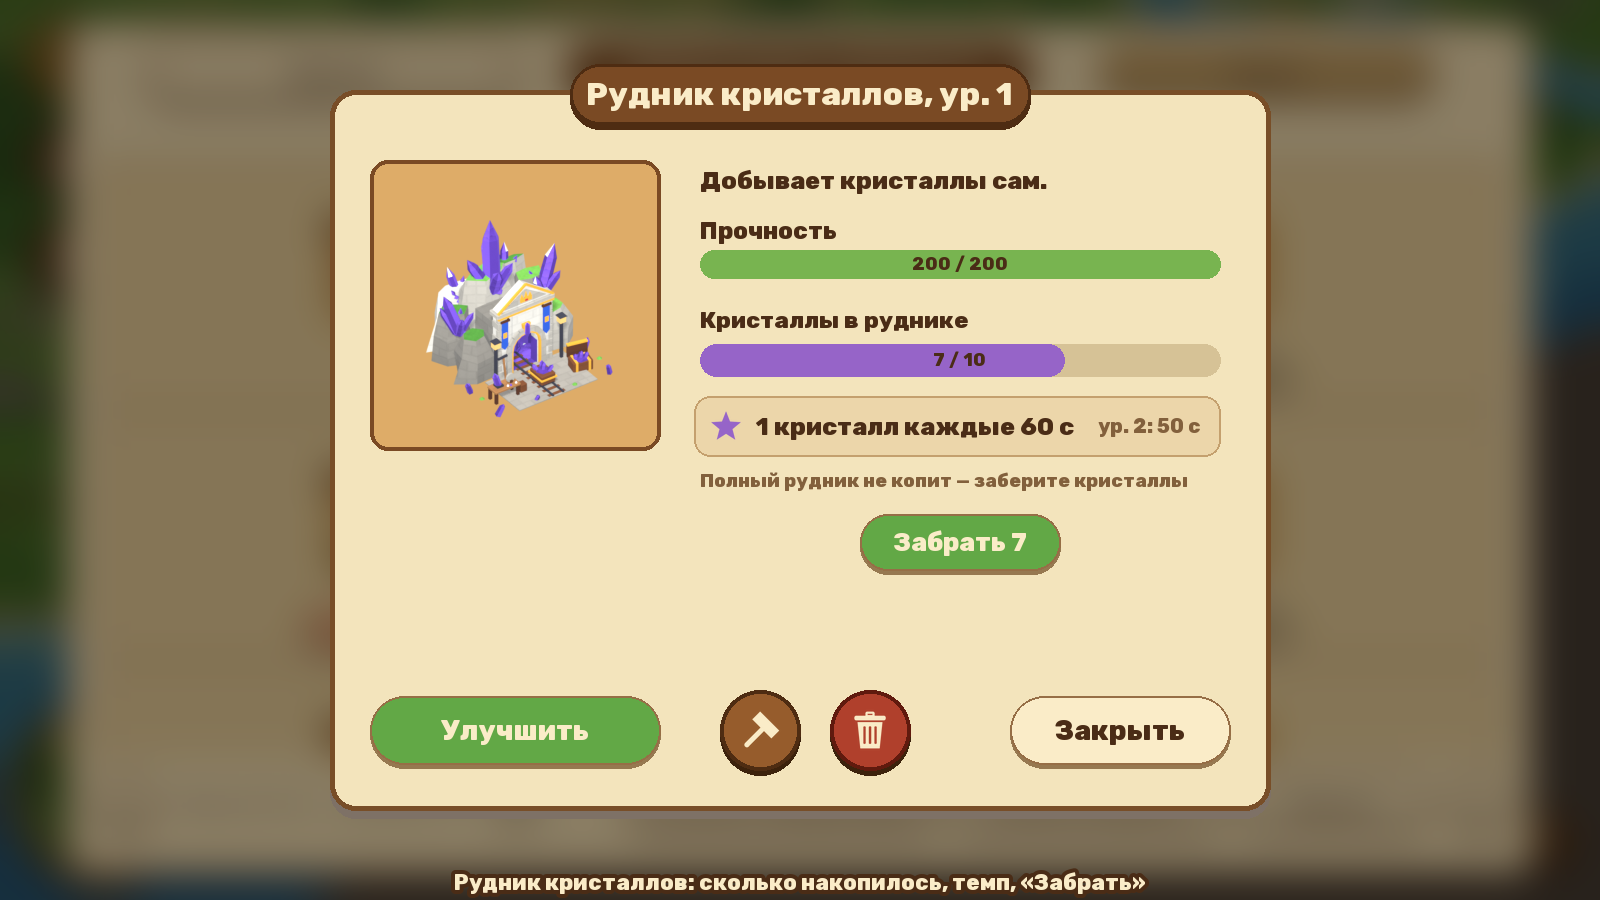 Рудник кристаллов, ур. 1
Добывает кристаллы сам.
Прочность
200 / 200
Кристаллы в руднике
7 / 10
1 кристалл каждые 60 с
ур. 2: 50 с
Полный рудник не копит — заберите кристаллы
Забрать 7
Улучшить
Закрыть
Рудник кристаллов: сколько накопилось, темп, «Забрать»